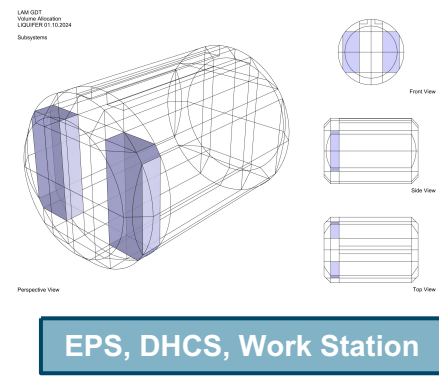 LAM GDT
Volume Allocation
LIQUIFER 01.10.2024
Subsystems
Front View
Side View
Perspective View
Top View
EPS, DHCS, Work Station